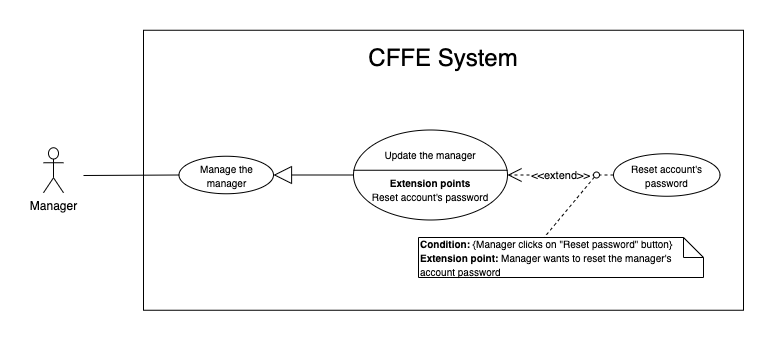 CFFE System
Manager
Manage the
manager
Update the manager
Extension points
Reset account's password
<<extend>>
Reset account's
password
Condition: {Manager clicks on "Reset password" button}
Extension point: Manager wants to reset the manager's
account password